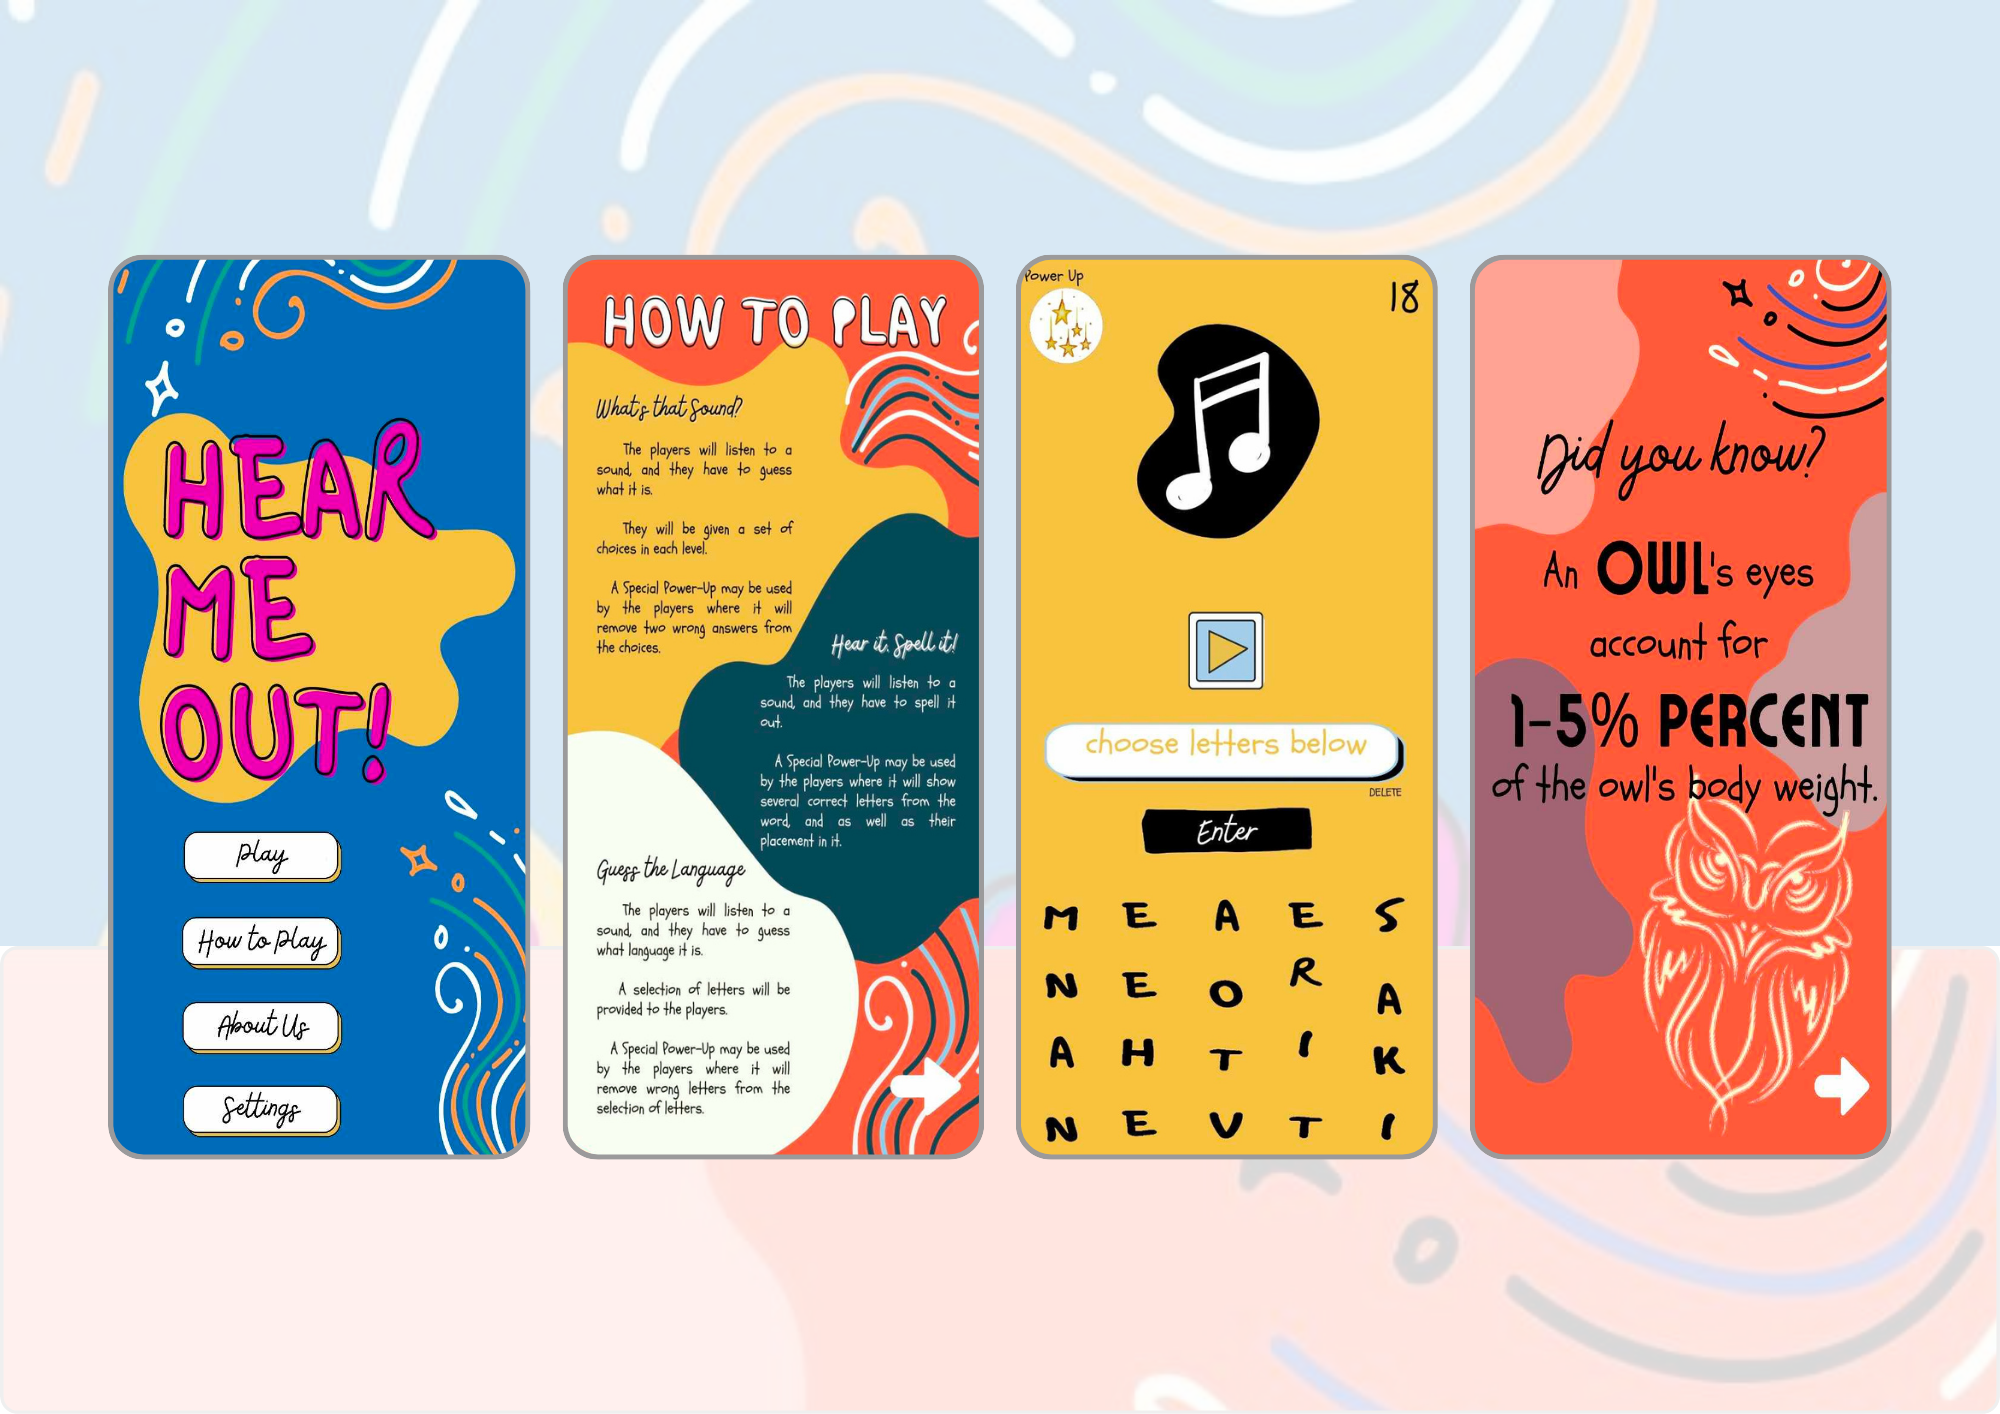 HEAR
ME
OUT!
Play
How to Play
About Us
Settings
HOW TO PLAY
What's that Sound?
The players will listen to a
sound, and they have to guess
what it is.
They will be given a set of
choices in each level.
A Special Power-Up may be used
by the players where it will
remove two wrong answers from
the choices.
Hear it, Spell it!
The players will listen to a
sound, and they have to spell it
out.
A Special Power-Up may be used
by the players where it will show
several correct letters from the
word, and as well as their
placement in it.
Guess the Language
The players will listen to a
sound, and they have to guess
what language it is.
A selection of letters will be
provided to the players.
A Special Power-Up may be used
by the players where it will
remove wrong letters from the
selection of letters.
Power Up
18
choose letters below
DELETE
Enter
M E A E S
N E O R A
A H T I K
N E U T I
Did you know?
An OWL's eyes
account for
1-5% PERCENT
of the owl's body weight.